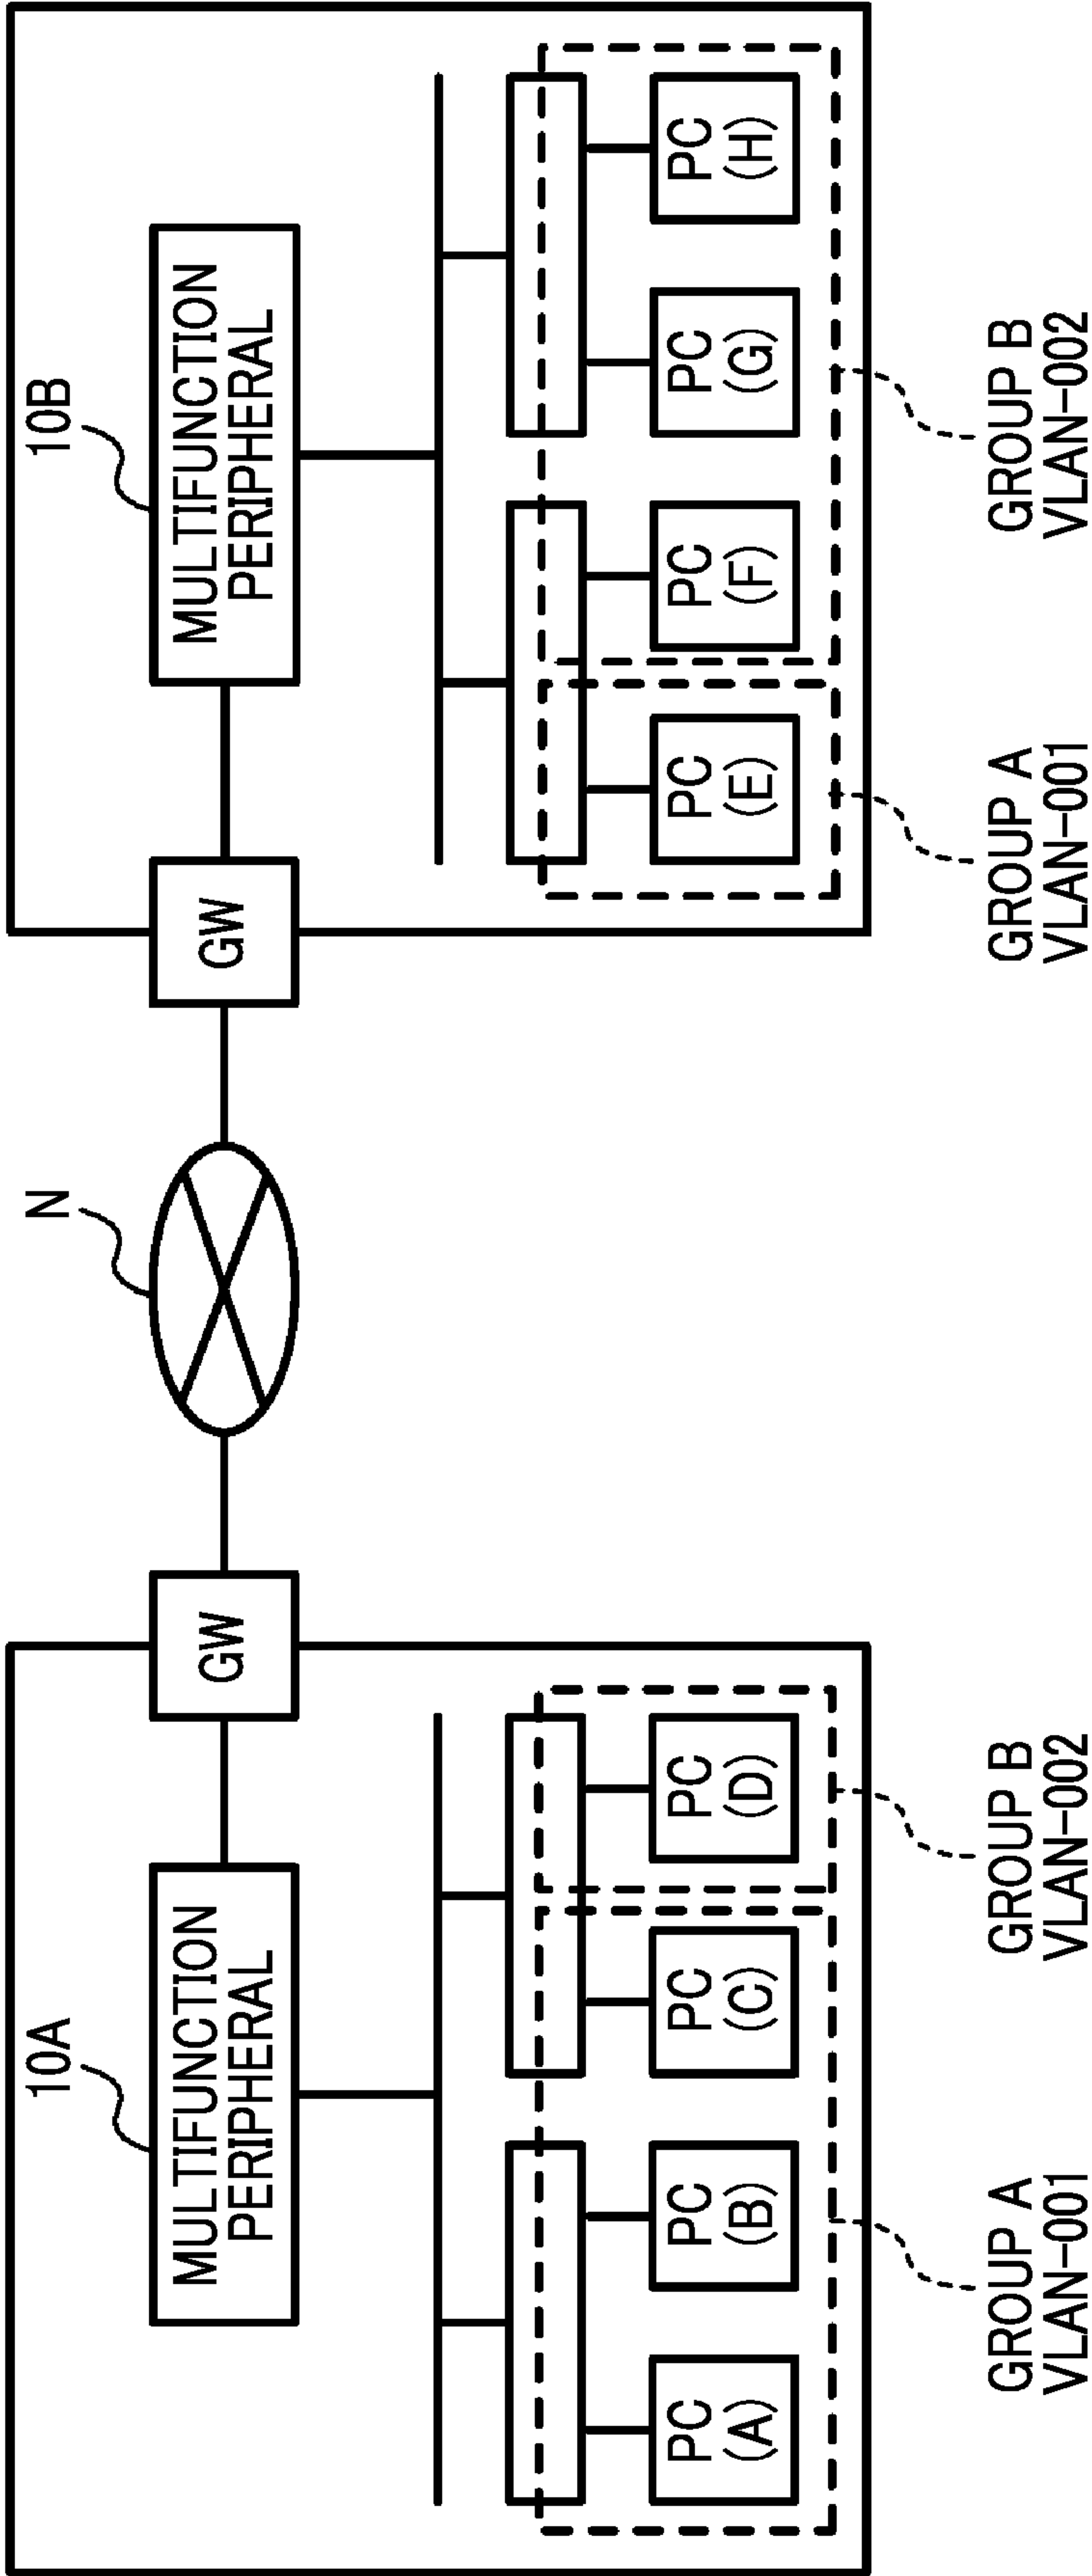 10A
N
10B
MULTIFUNCTION
PERIPHERAL
GW
GW
MULTIFUNCTION
PERIPHERAL
PC
(A)
PC
(B)
PC
(C)
PC
(D)
PC
(E)
PC
(F)
PC
(G)
PC
(H)
GROUP A
VLAN-001
GROUP B
VLAN-002
GROUP A
VLAN-001
GROUP B
VLAN-002